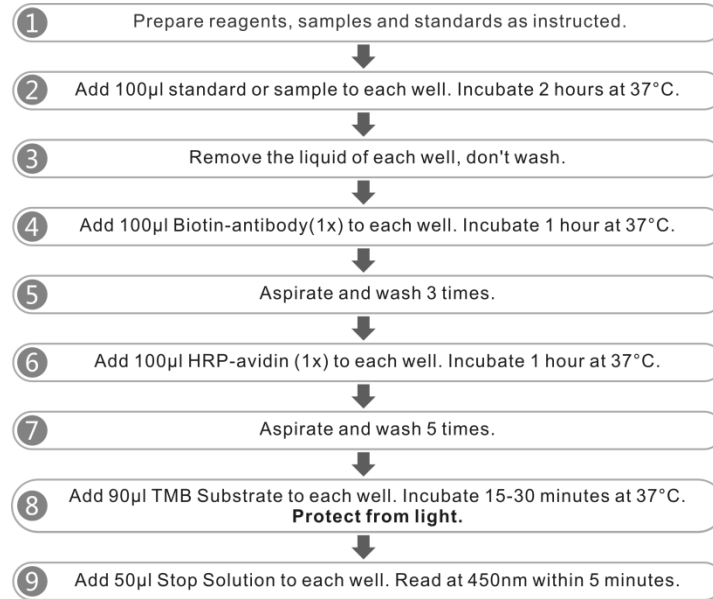 1 Prepare reagents, samples and standards as instructed.
2 Add 100μl standard or sample to each well. Incubate 2 hours at 37°C.
3 Remove the liquid of each well, don't wash.
4 Add 100μl Biotin-antibody(1x) to each well. Incubate 1 hour at 37°C.
5 Aspirate and wash 3 times.
6 Add 100μl HRP-avidin (1x) to each well. Incubate 1 hour at 37°C.
7 Aspirate and wash 5 times.
8 Add 90μl TMB Substrate to each well. Incubate 15-30 minutes at 37°C.
Protect from light.
9 Add 50μl Stop Solution to each well. Read at 450nm within 5 minutes.